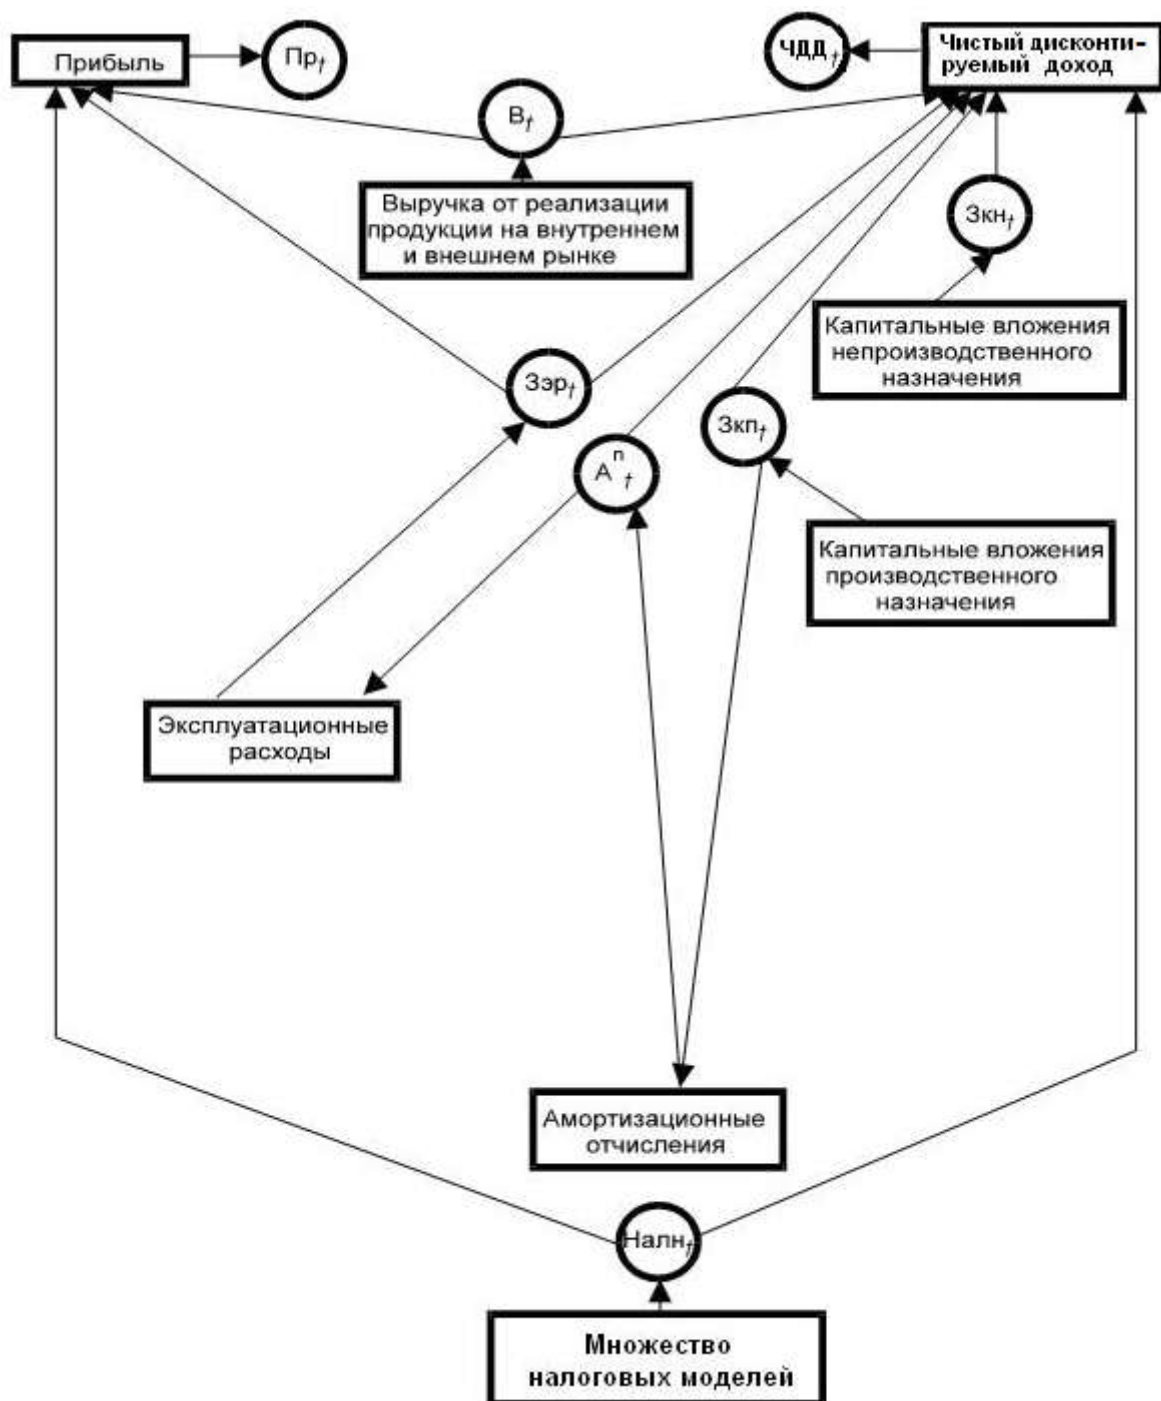 Прибыль
Прt
ЧДДt
Чистый дисконти-
руемый доход
Вt
Выручка от реализации
продукции на внутреннем
и внешнем рынке
Зкнt
Капитальные вложения
непроизводственного
назначения
Зэрt
Зкпt
Аnt
Капитальные вложения
производственного
назначения
Эксплуатационные
расходы
Амортизационные
отчисления
Налнt
Множество
налоговых моделей